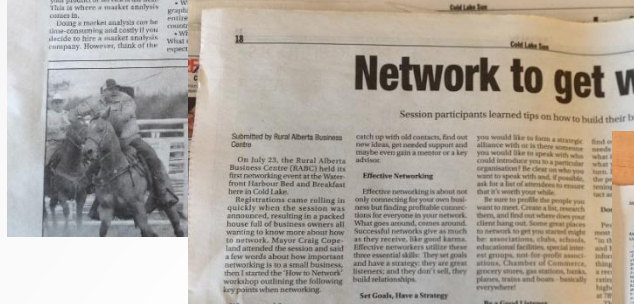 This is where a market analysis
comes in.
Doing a market analysis can be
time-consuming and costly if you
decide to hire a market analysis
company. However, think of the
Cold Lake Sun
18
Cold Lake Sun
Network to get
Session participants learned tips on how to build their
Submitted by Rural Alberta Business
Centre
On July 23, the Rural Alberta
Business Centre (RABC) held its
first networking event at the Water-
front Harbour Bed and Breakfast
here in Cold Lake.
Registrations came rolling in
quickly when the session was
announced, resulting in a packed
house full of business owners all
wanting to know more about how
to network. Mayor Craig Cope-
land attended the session and said
a few words about how important
networking is to a small business,
then I started the 'How to Network'
workshop outlining the following
key points when networking.
catch up with old contacts, find out
new ideas, get needed support and
maybe even gain a mentor or a key
advisor.
Effective Networking
Effective networking is about not
only connecting for your own busi-
ness but finding profitable connec-
tions for everyone in your network.
What goes around, comes around.
Successful networkers give as much
as they receive, like good karma.
Effective networkers utilize these
three essential skills. They set goals
and have a strategy; they are great
listeners; and they don't sell, they
build relationships.
Set Goals, Have a Strategy
you would like to form a strategic
alliance with or is there someone
you would like to speak with who
could introduce you to a particular
organisation? Be clear on who you
want to speak with and, if possible,
ask for a list of attendees to ensure
that it's worth your while.
Be sure to profile the people you
want to meet. Create a list, research
them, and find out where does your
client hang out. Some great places
to network to get you started might
be: associations, clubs, schools,
educational facilities, special inter-
est groups, not-for-profit associ-
ations, Chamber of Commerce,
grocery stores, gas stations, banks,
planes, trains and boats - basically
everywhere!
Be a Good Listener